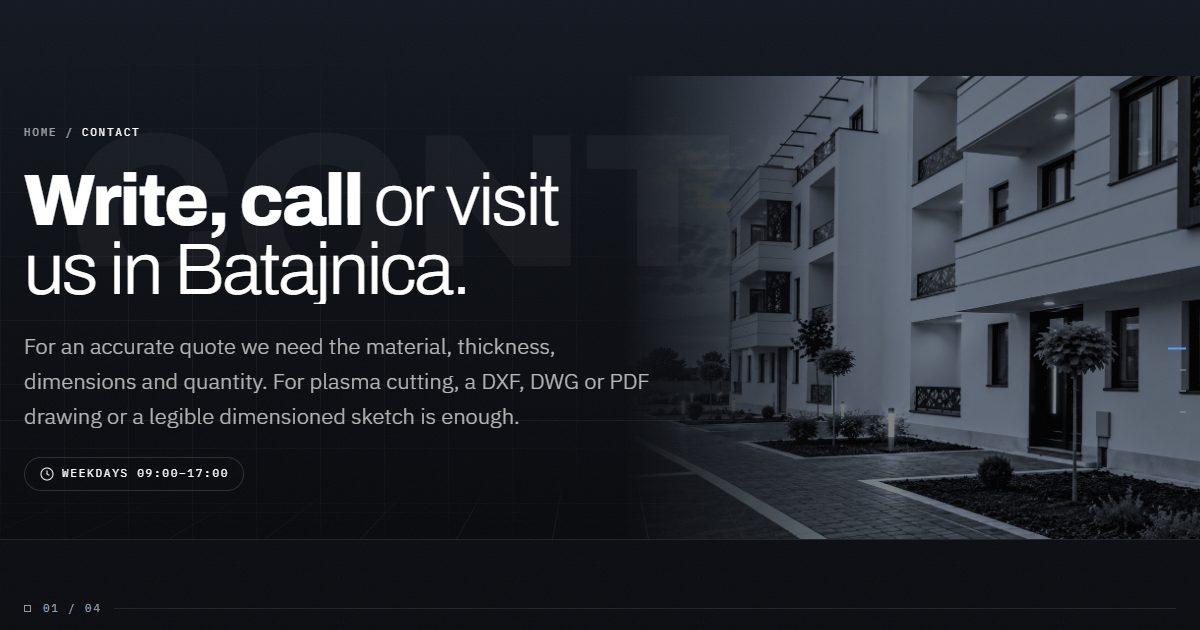 HOME / CONTACT
CONT
Write, call or visit
us in Batajnica.
For an accurate quote we need the material, thickness,
dimensions and quantity. For plasma cutting, a DXF, DWG or PDF
drawing or a legible dimensioned sketch is enough.
WEEKDAYS 09:00–17:00
01 / 04